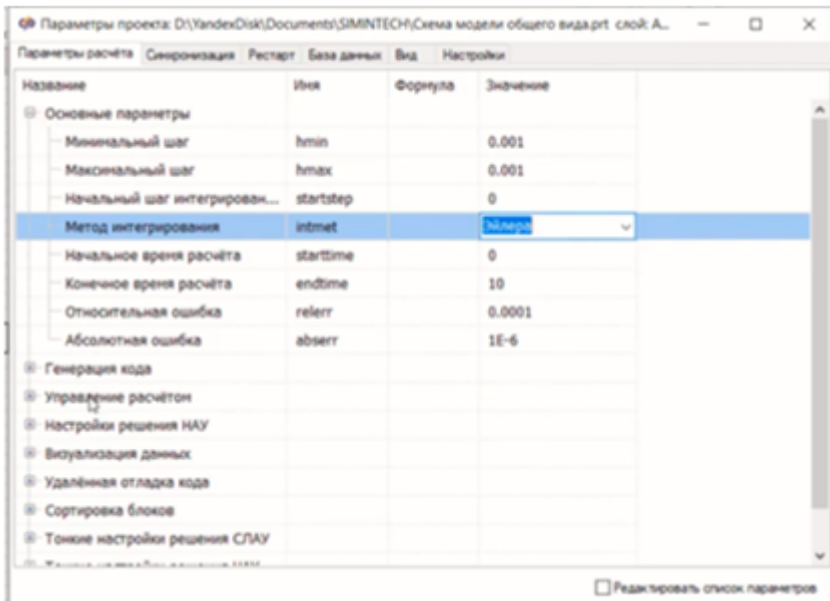 Параметры проекта: D:\YandexDisk\Documents\SIMINTECH\Схема модели общего вида.prt слой: A...
Параметры расчёта Синхронизация Рестарт База данных Вид Настройки
Название Имя Формула Значение
Основные параметры
Минимальный шаг hmin 0.001
Максимальный шаг hmax 0.001
Начальный шаг интегрирован... startstep 0
Метод интегрирования intmet Эйлера
Начальное время расчёта starttime 0
Конечное время расчёта endtime 10
Относительная ошибка relerr 0.0001
Абсолютная ошибка abserr 1E-6
Генерация кода
Управление расчётом
Настройки решения НАУ
Визуализация данных
Удалённая отладка кода
Сортировка блоков
Тонкие настройки решения СЛАУ
Редактировать список параметров